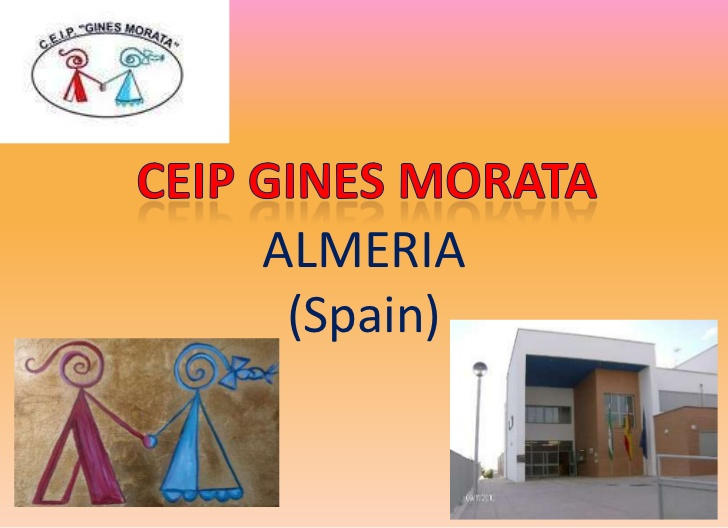 C.E.I.P. "GINES MORATA"
CEIP GINES MORATA
ALMERIA
(Spain)